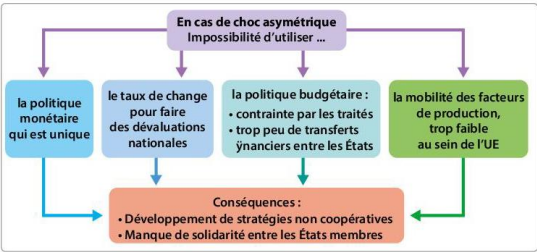 En cas de choc asymétrique
Impossibilité d'utiliser ...
la politique
monétaire
qui est unique
le taux de change
pour faire
des dévaluations
nationales
la politique budgétaire :
• contrainte par les traités
• trop peu de transferts
ÿnanciers entre les États
la mobilité des facteurs
de production,
trop faible
au sein de l'UE
Conséquences :
• Développement de stratégies non coopératives
• Manque de solidarité entre les États membres